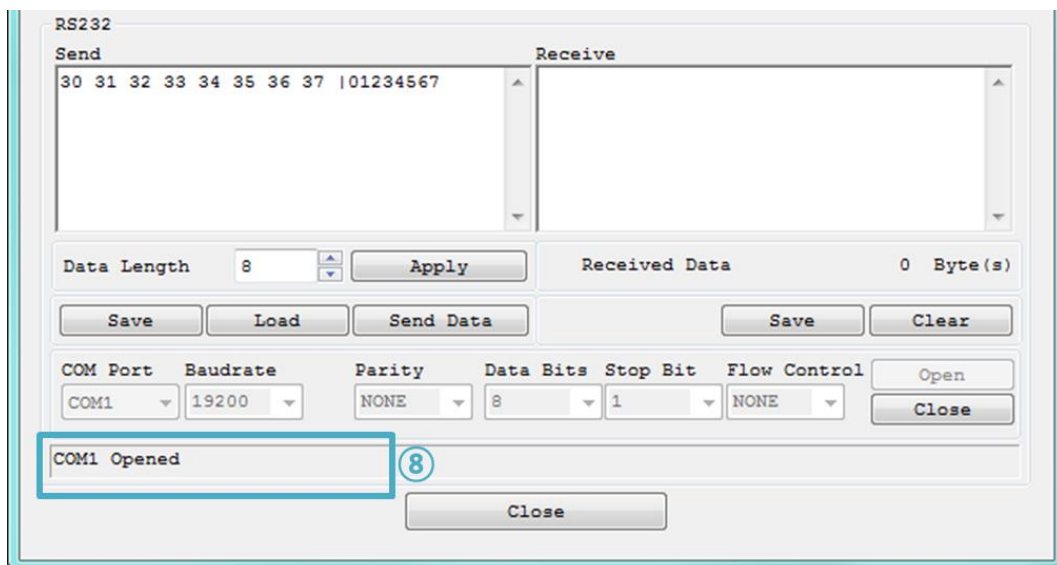 RS232
Send Receive
30 31 32 33 34 35 36 37 |01234567
Data Length 8 Apply Received Data 0 Byte(s)
Save Load Send Data Save Clear
COM Port Baudrate Parity Data Bits Stop Bit Flow Control Open
COM1 19200 NONE 8 1 NONE Close
COM1 Opened ⑧
Close